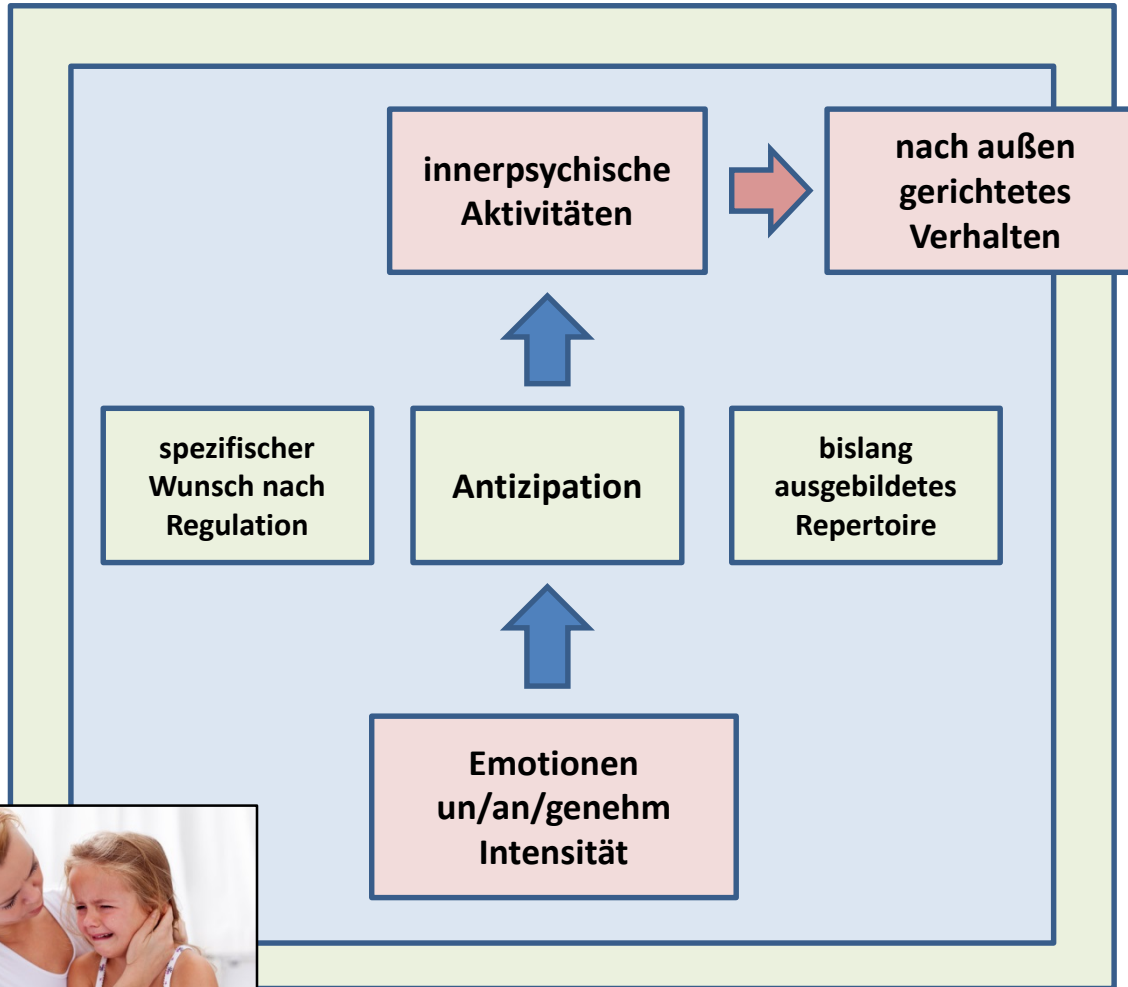 innerpsychische
Aktivitäten
nach außen
gerichtetes
Verhalten
spezifischer
Wunsch nach
Regulation
Antizipation
bislang
ausgebildetes
Repertoire
Emotionen
un/an/genehm
Intensität